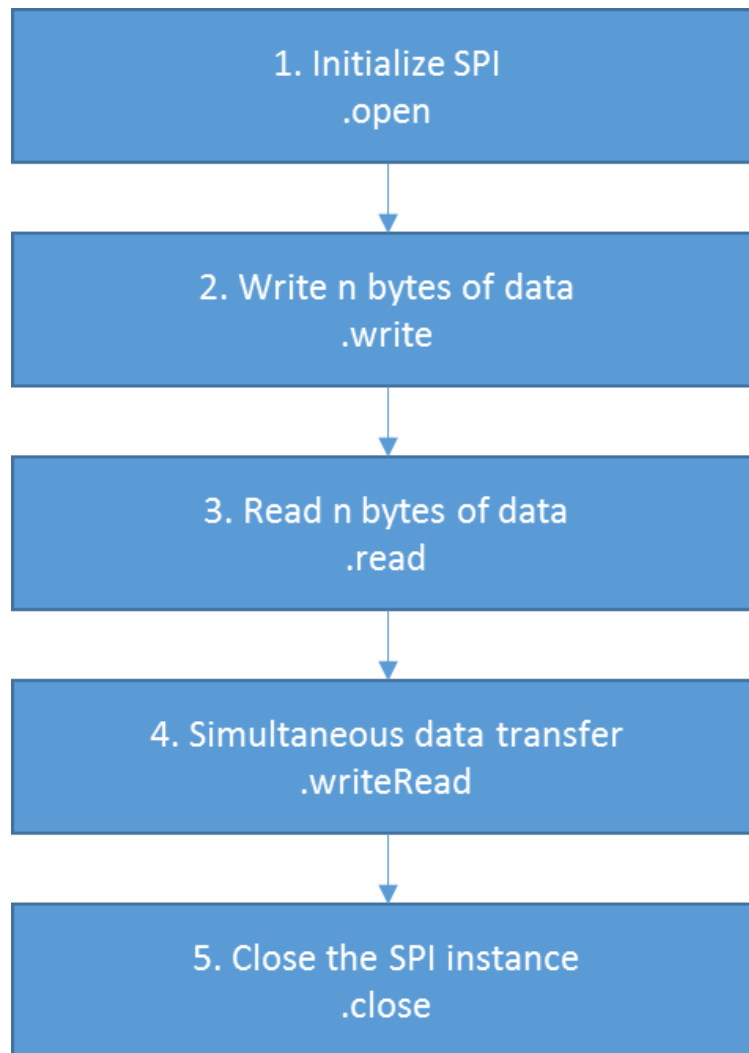 1. Initialize SPI
.open
2. Write n bytes of data
.write
3. Read n bytes of data
.read
4. Simultaneous data transfer
.writeRead
5. Close the SPI instance
.close